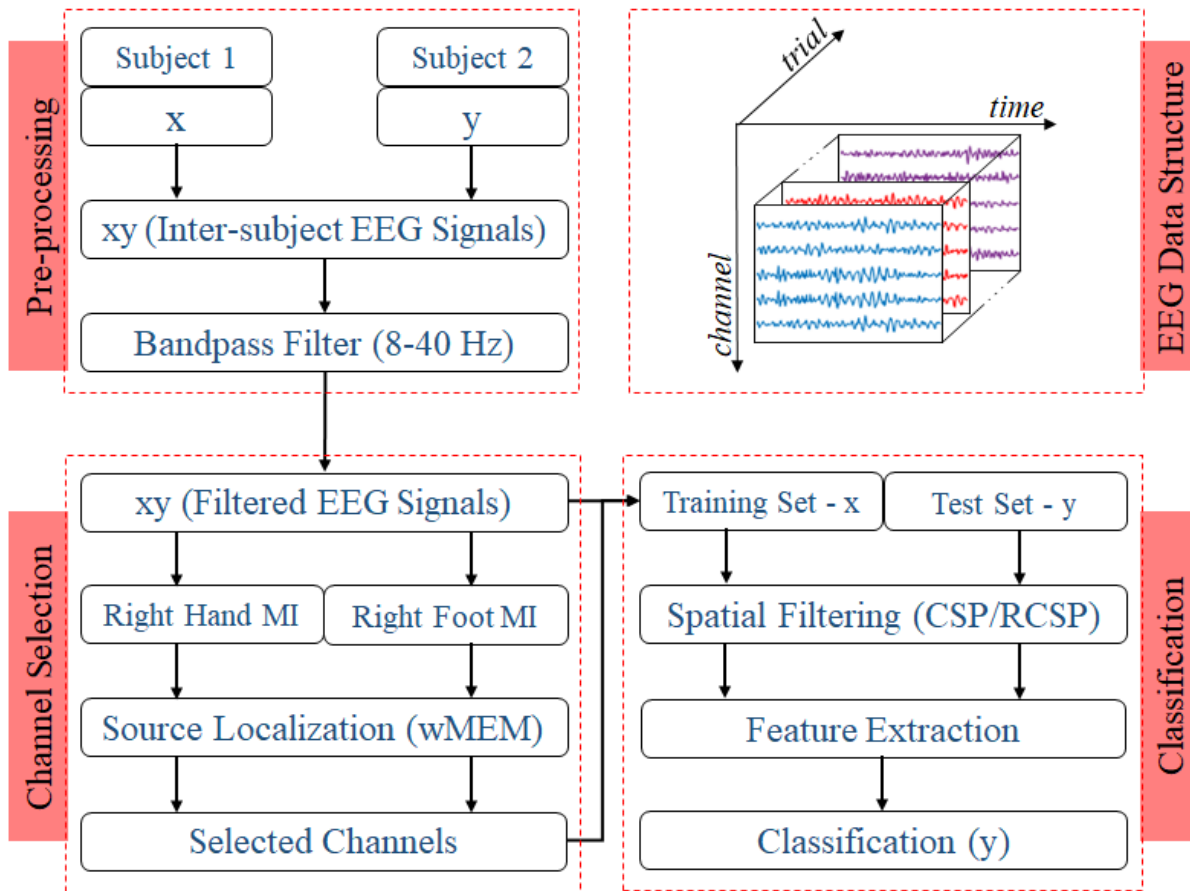 Pre-processing
Subject 1
Subject 2
x
y
xy (Inter-subject EEG Signals)
Bandpass Filter (8-40 Hz)
trial
time
channel
EEG Data Structure
Channel Selection
xy (Filtered EEG Signals)
Right Hand MI
Right Foot MI
Source Localization (wMEM)
Selected Channels
Training Set - x
Test Set - y
Spatial Filtering (CSP/RCSP)
Feature Extraction
Classification (y)
Classification